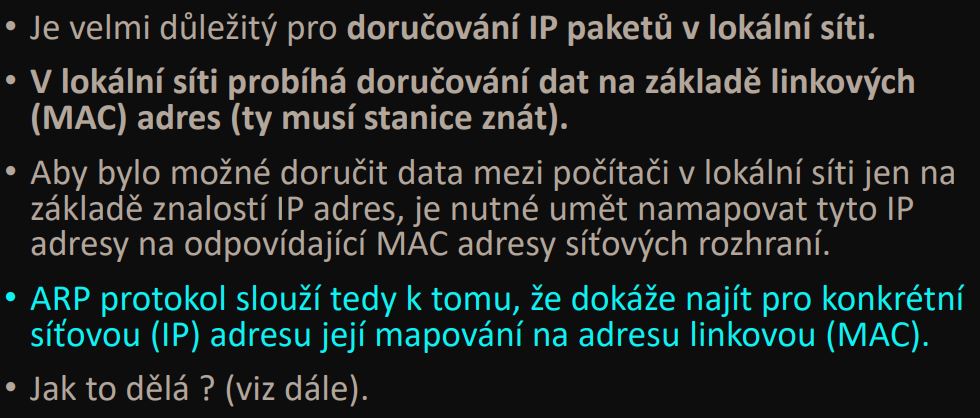 • Je velmi důležitý pro doručování IP paketů v lokální síti.
• V lokální síti probíhá doručování dat na základě linkových
(MAC) adres (ty musí stanice znát).
• Aby bylo možné doručit data mezi počítači v lokální síti jen na
základě znalostí IP adres, je nutné umět namapovat tyto IP
adresy na odpovídající MAC adresy síťových rozhraní.
• ARP protokol slouží tedy k tomu, že dokáže najít pro konkrétní
síťovou (IP) adresu její mapování na adresu linkovou (MAC).
• Jak to dělá ? (viz dále).